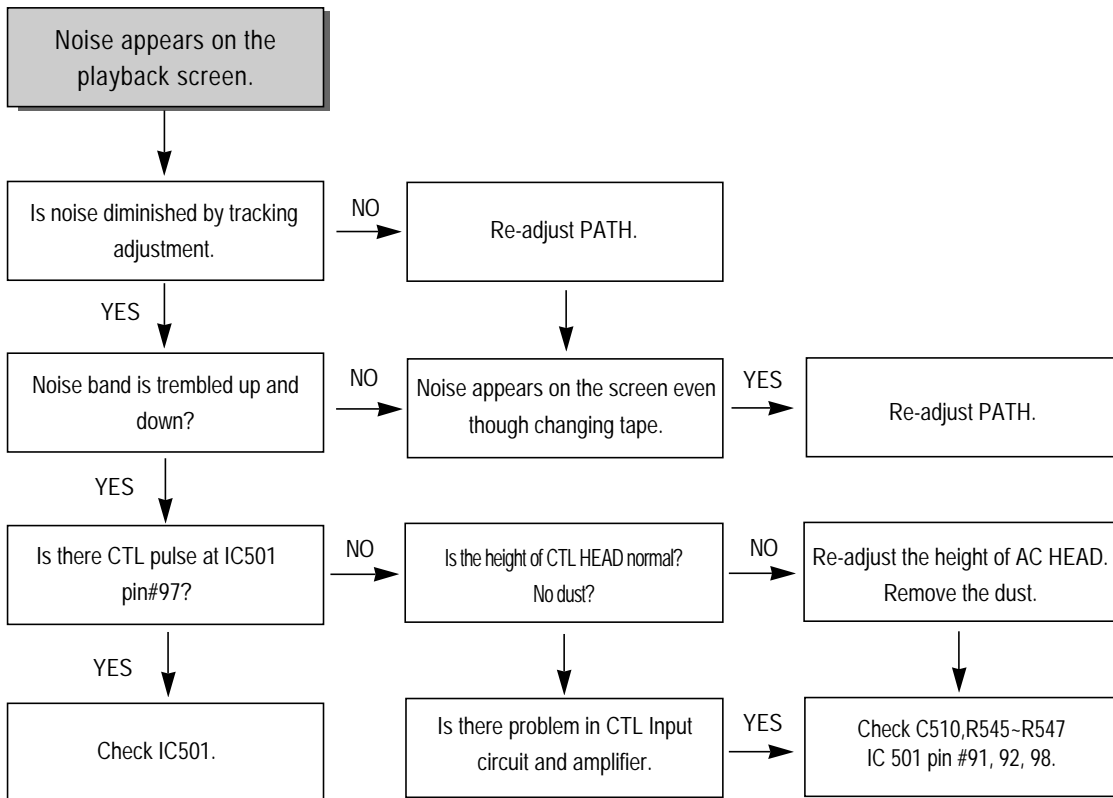 Noise appears on the
playback screen.
Is noise diminished by tracking
adjustment.
NO
Re-adjust PATH.
YES
Noise band is trembled up and
down?
NO
Noise appears on the screen even
though changing tape.
YES
Re-adjust PATH.
YES
Is there CTL pulse at IC501
pin#97?
NO
Is the height of CTL HEAD normal?
No dust?
NO
Re-adjust the height of AC HEAD.
Remove the dust.
YES
Check IC501.
Is there problem in CTL Input
circuit and amplifier.
YES
Check C510,R545~R547
IC 501 pin #91, 92, 98.